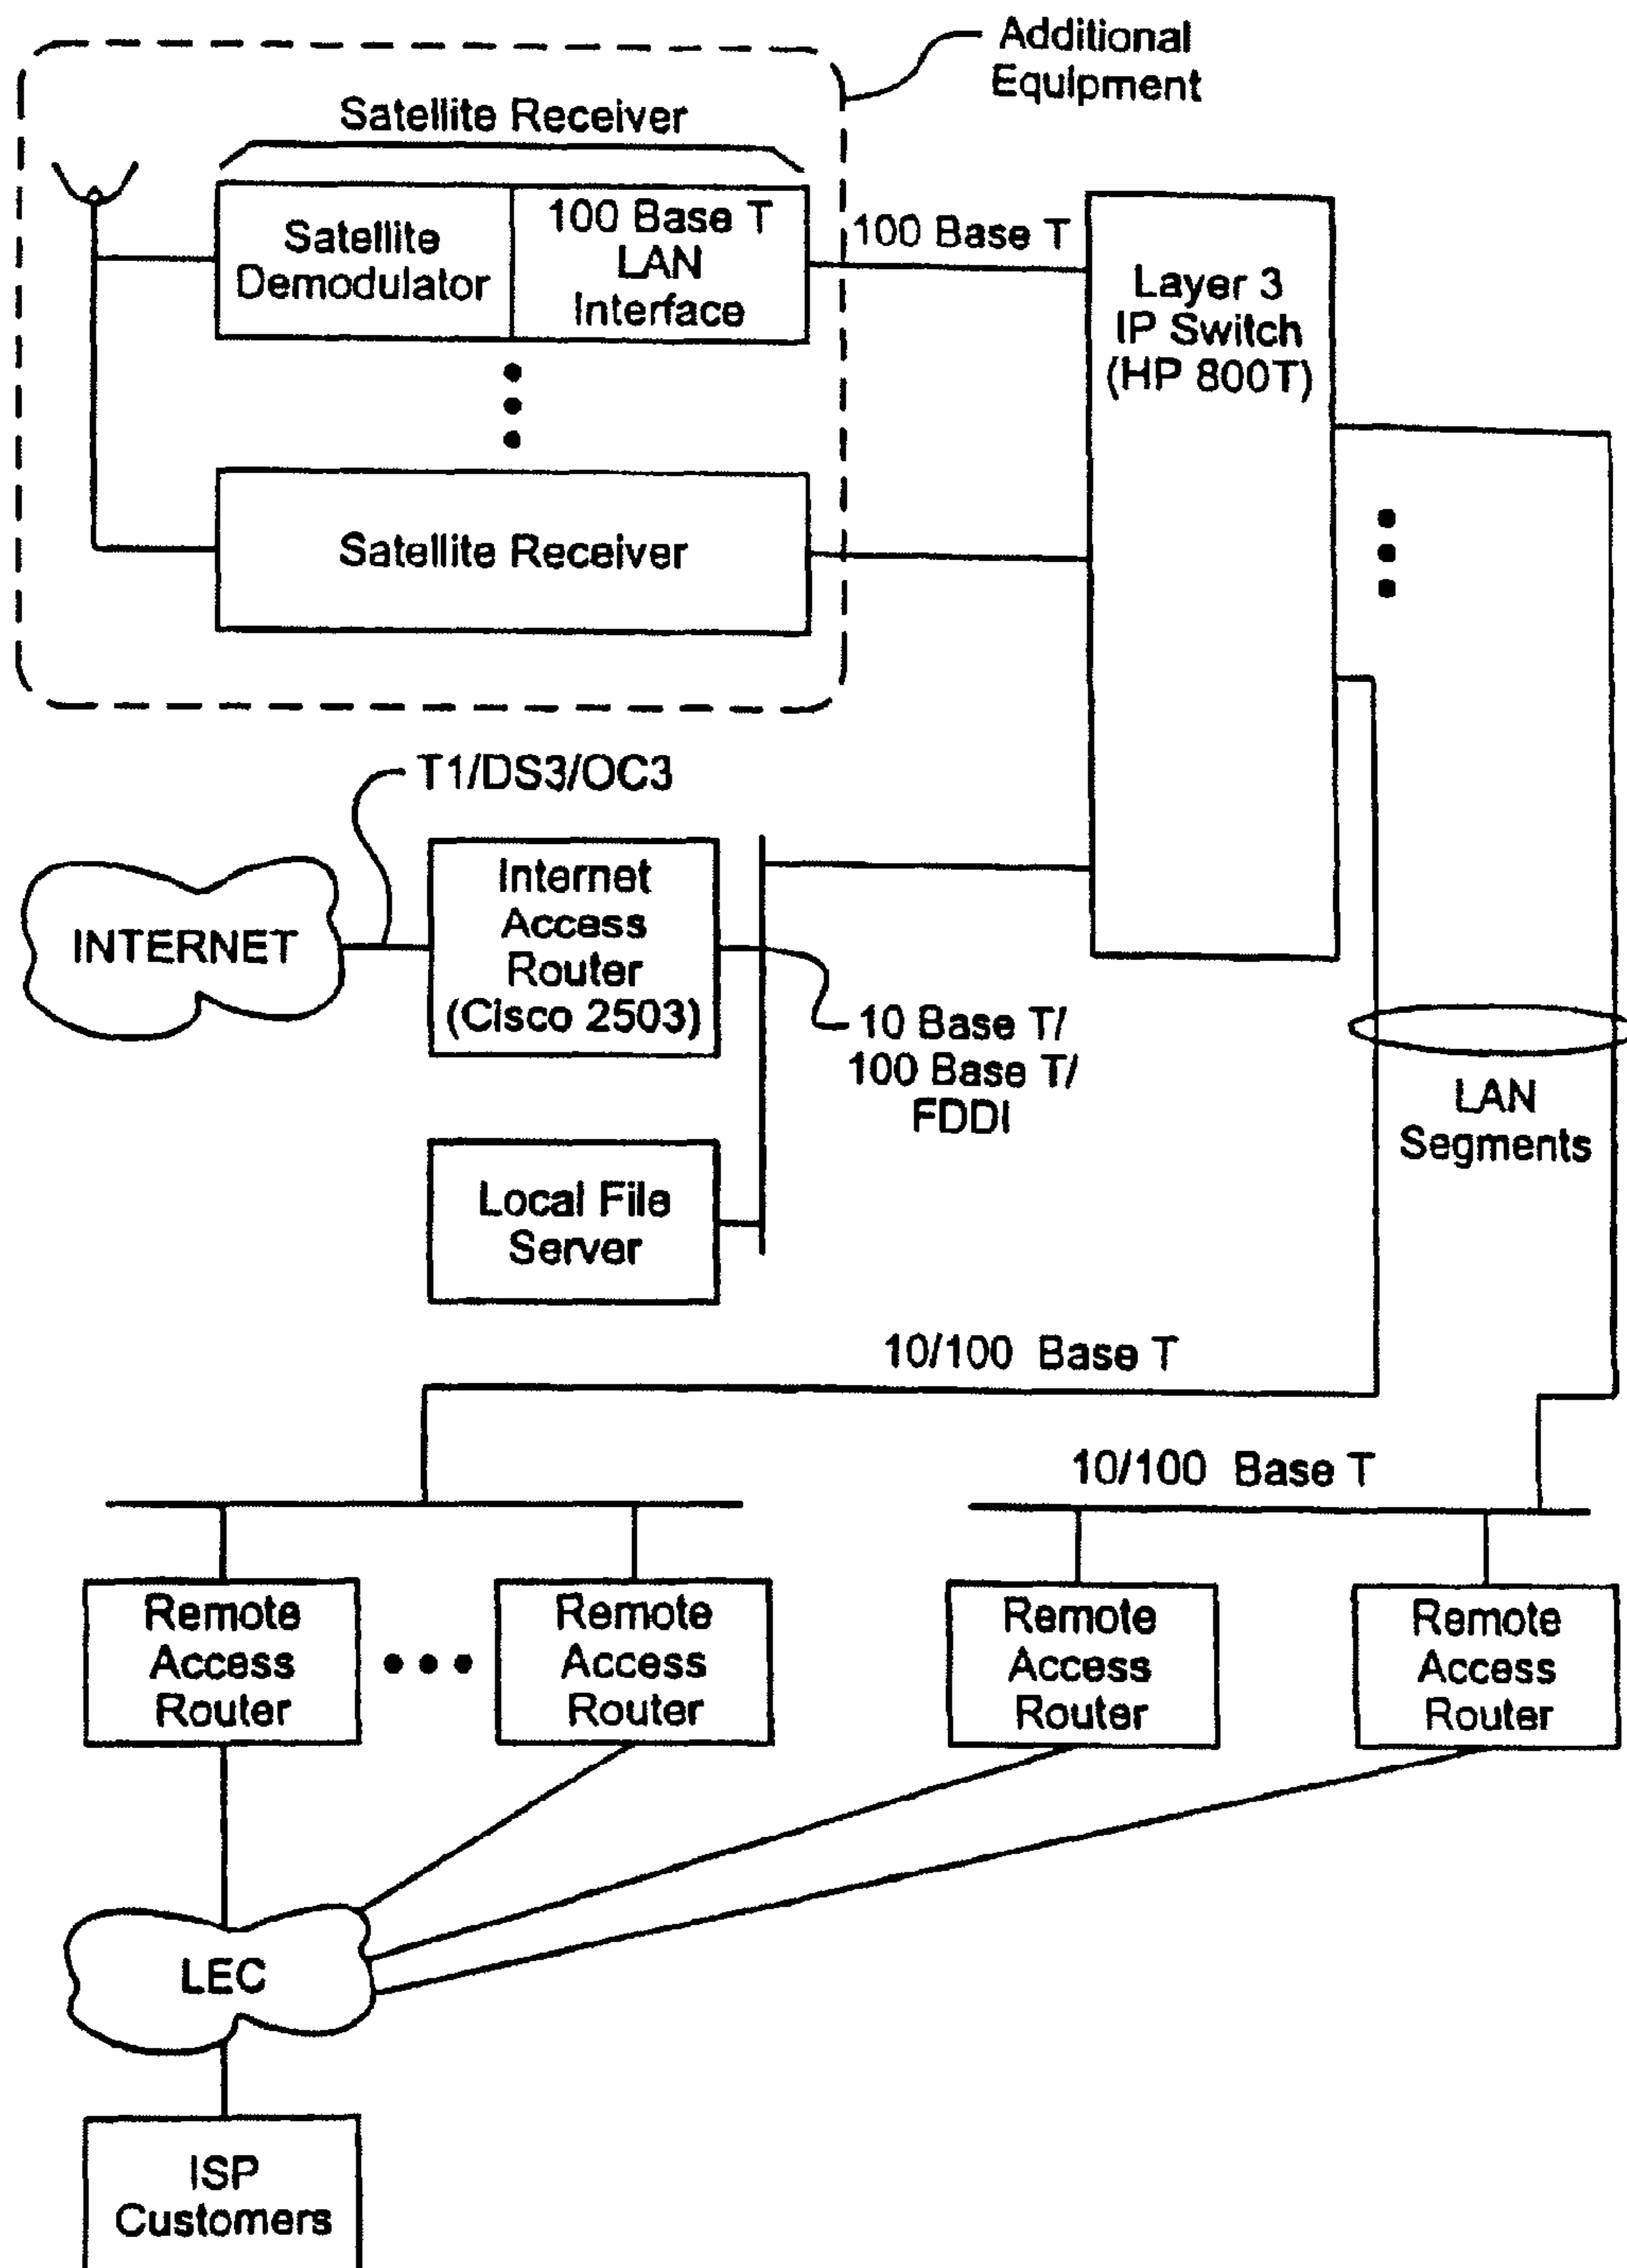 Additional
Equipment
Satellite Receiver
Satellite
Demodulator
100 Base T
LAN
Interface
100 Base T
Layer 3
IP Switch
(HP 800T)
Satellite Receiver
T1/DS3/OC3
INTERNET
Internet
Access
Router
(Cisco 2503)
10 Base T/
100 Base T/
FDDI
LAN
Segments
Local File
Server
10/100 Base T
10/100 Base T
Remote
Access
Router
Remote
Access
Router
Remote
Access
Router
Remote
Access
Router
LEC
ISP
Customers